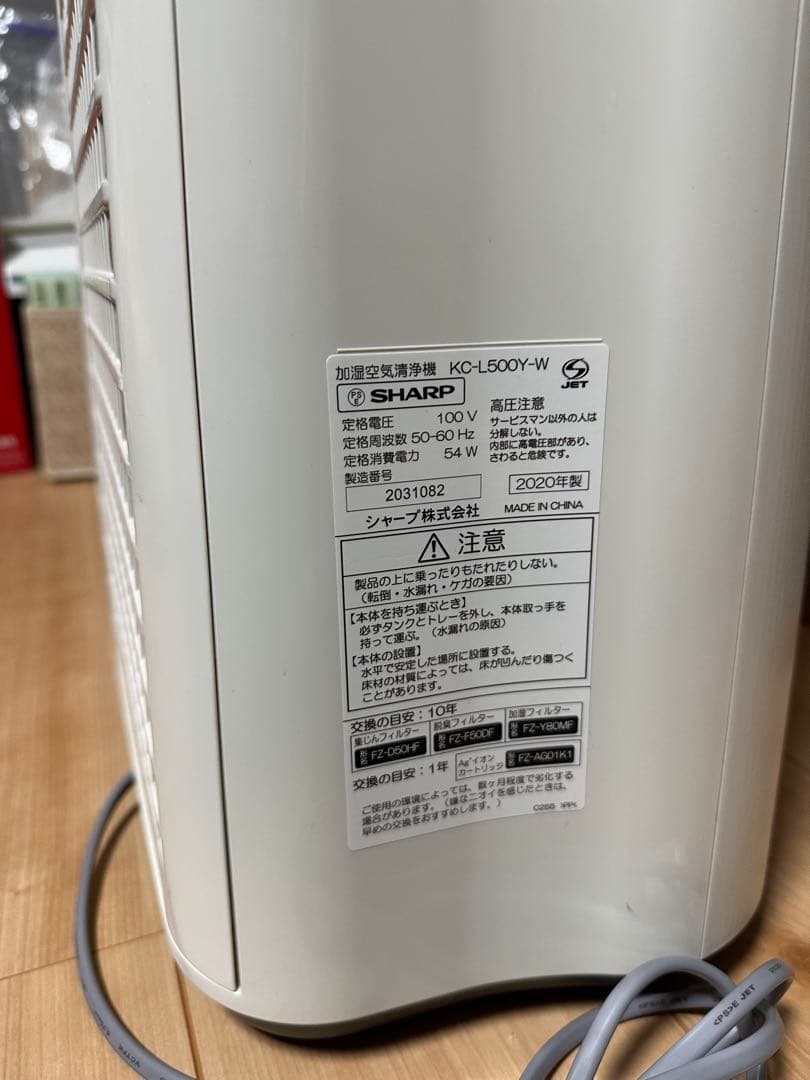 加湿空気清浄機 KC-L500Y-W
PS E SHARP
JET
定格電圧 100 V
定格周波数 50-60 Hz
定格消費電力 54 W
製造番号
2031082
シャープ株式会社
高圧注意
サービスマン以外の人は
分解しない。
内部に高電圧部があり、
さわると危険です。
2020年製
MADE IN CHINA
注意
製品の上に乗ったりもたれたりしない。
（転倒・水漏れ・ケガの要因）
【本体を持ち運ぶとき】
必ずタンクとトレーを外し、本体取っ手を
持って運ぶ。（水漏れの原因）
【本体の設置】
水平で安定した場所に設置する。
床材の材質によっては、床が凹んだり傷つく
ことがあります。
交換の目安：10年
集じんフィルター
形名 FZ-D50HF
脱臭フィルター
形名 FZ-F50DF
加湿フィルター
形名 FZ-Y80MF
交換の目安：1年
Ag+イオン
カートリッジ
形名 FZ-AG01K1
ご使用の環境によっては、数ヶ月程度で劣化する
場合があります。（嫌なニオイを感じたときは、
早めの交換をおすすめします。）
<PS>E JET